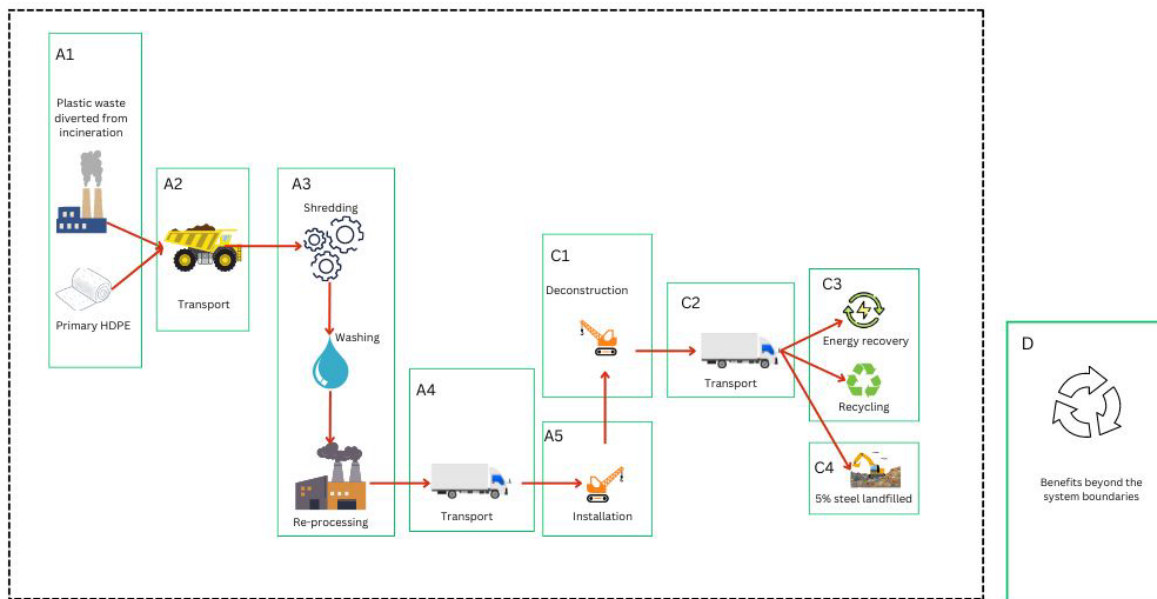 A1
Plastic waste
diverted from
incineration
Primary HDPE
A2
Transport
A3
Shredding
Washing
Re-processing
A4
Transport
A5
Installation
C1
Deconstruction
C2
Transport
C3
Energy recovery
Recycling
C4
5% steel landfilled
D
Benefits beyond the
system boundaries